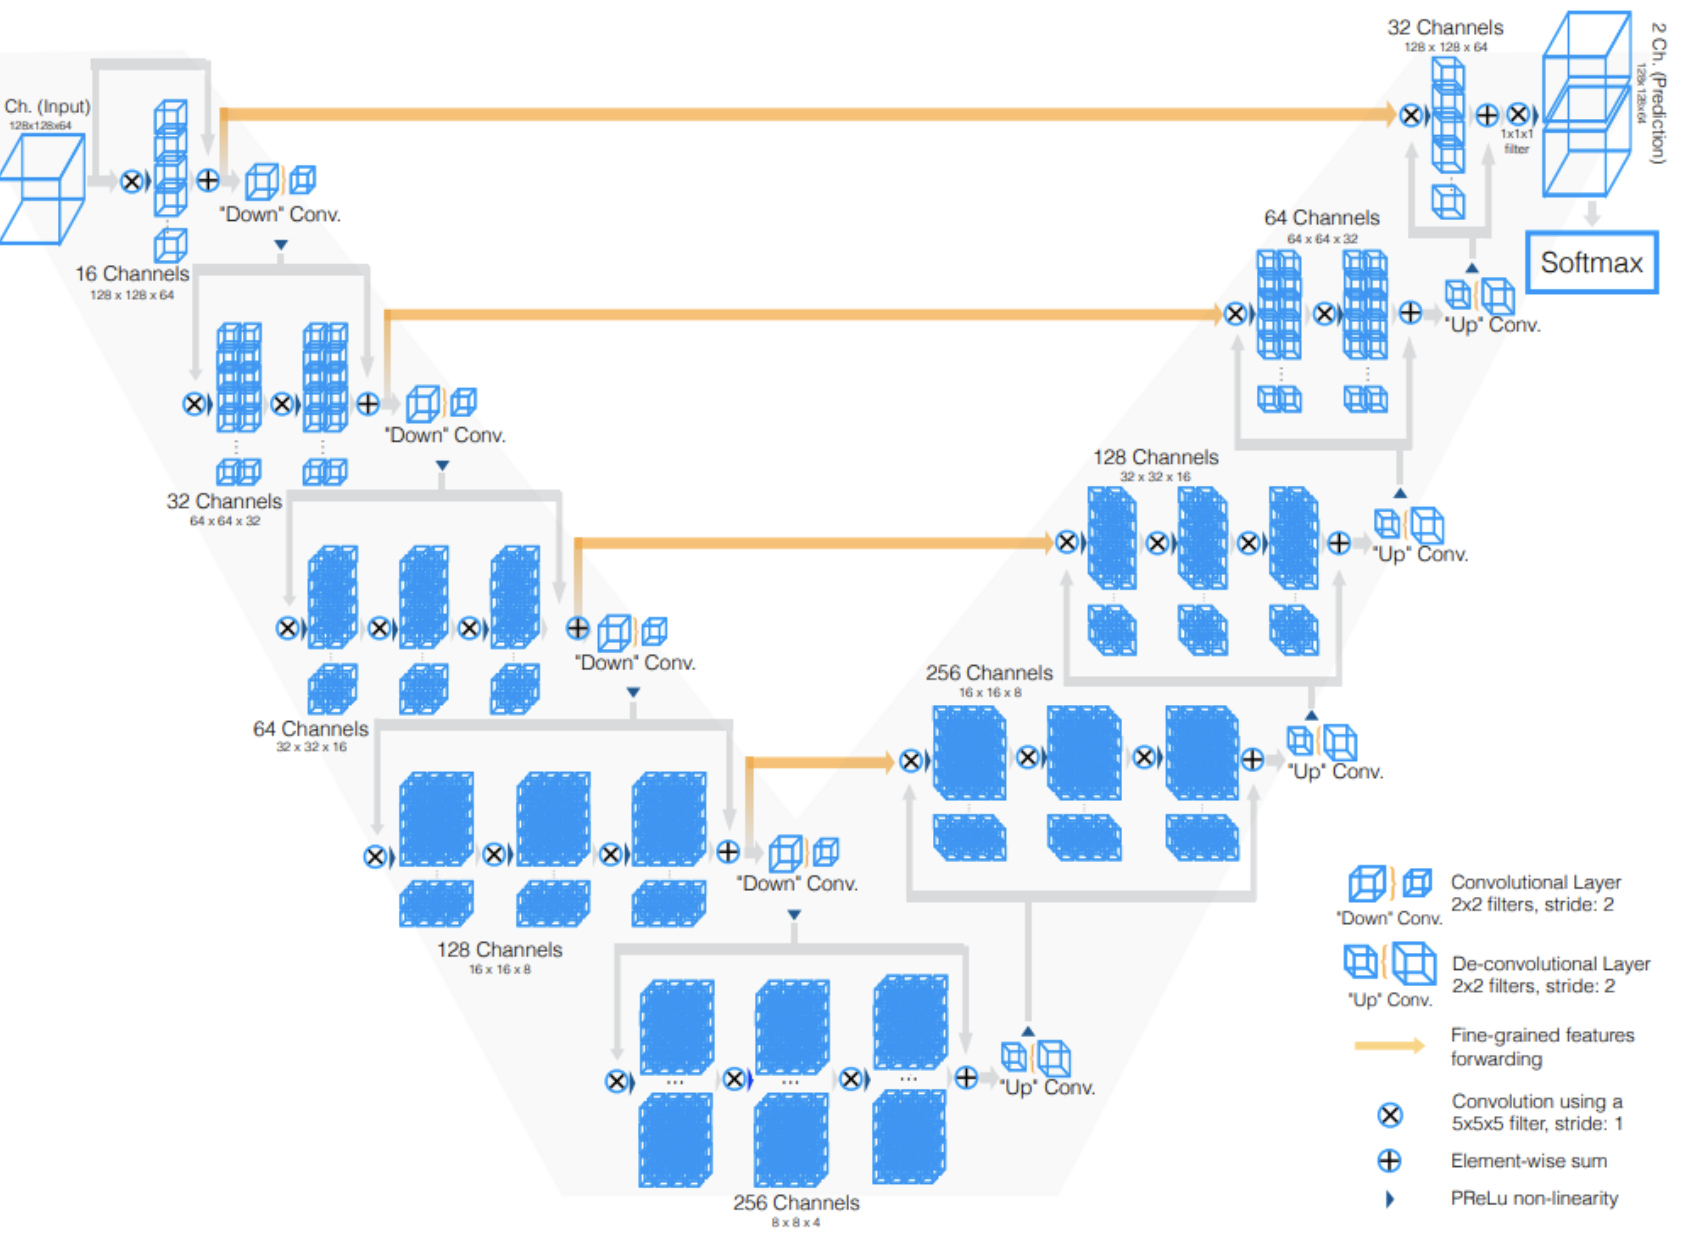 Ch. (Input)
128x128x64
"Down" Conv.
16 Channels
128 x 128 x 64
"Down" Conv.
32 Channels
64 x 64 x 32
"Down" Conv.
64 Channels
32 x 32 x 16
"Down" Conv.
128 Channels
16 x 16 x 8
...
...
...
256 Channels
8 x 8 x 4
"Up" Conv.
256 Channels
16 x 16 x 8
"Up" Conv.
128 Channels
32 x 32 x 16
"Up" Conv.
64 Channels
64 x 64 x 32
"Up" Conv.
32 Channels
128 x 128 x 64
1x1x1
filter
2 Ch. (Prediction)
128x128x64
Softmax
"Down" Conv.
Convolutional Layer
2x2 filters, stride: 2
"Up" Conv.
De-convolutional Layer
2x2 filters, stride: 2
Fine-grained features
forwarding
Convolution using a
5x5x5 filter, stride: 1
Element-wise sum
PReLu non-linearity